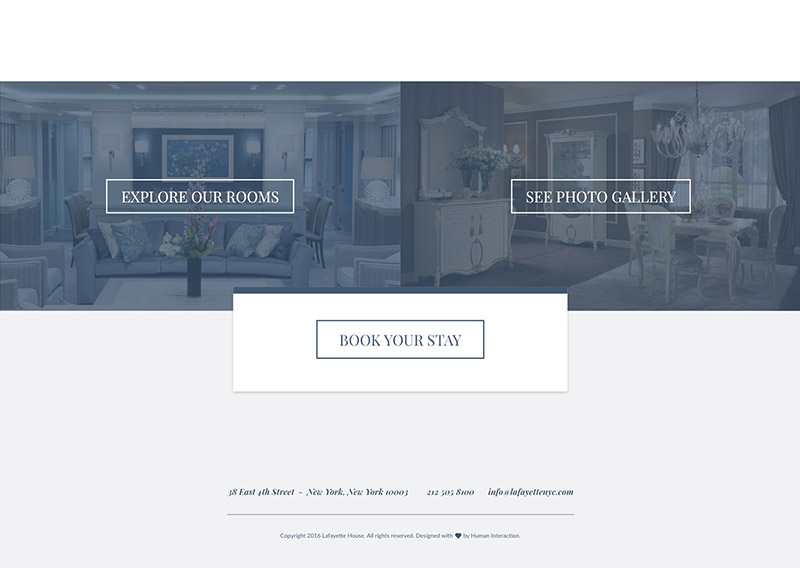 EXPLORE OUR ROOMS
SEE PHOTO GALLERY
BOOK YOUR STAY
38 East 4th Street - New York, New York 10003 212 505 8100 info@lafayettenyc.com
Copyright 2016 Lafayette House. All rights reserved. Designed with ♥ by Human Interaction.